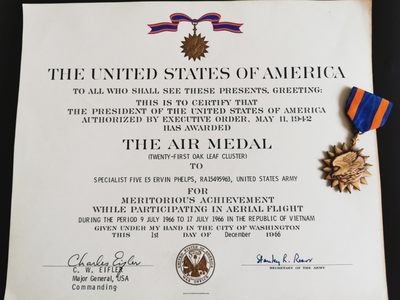 THE UNITED STATES OF AMERICA
TO ALL WHO SHALL SEE THESE PRESENTS, GREETING:
THIS IS TO CERTIFY THAT
THE PRESIDENT OF THE UNITED STATES OF AMERICA
AUTHORIZED BY EXECUTIVE ORDER, MAY 11, 1942
HAS AWARDED
THE AIR MEDAL
(TWENTY-FIRST OAK LEAF CLUSTER)
TO
SPECIALIST FIVE E5 ERVIN PHELPS, RA15495963, UNITED STATES ARMY
FOR
MERITORIOUS ACHIEVEMENT
WHILE PARTICIPATING IN AERIAL FLIGHT
DURING THE PERIOD 9 JULY 1966 TO 17 JULY 1966 IN THE REPUBLIC OF VIETNAM
GIVEN UNDER MY HAND IN THE CITY OF WASHINGTON
THIS 1st DAY OF December 1966
Charles Eifler
C. W. EIFLER
Major General, USA
Commanding
Stanley R. Resor
SECRETARY OF THE ARMY